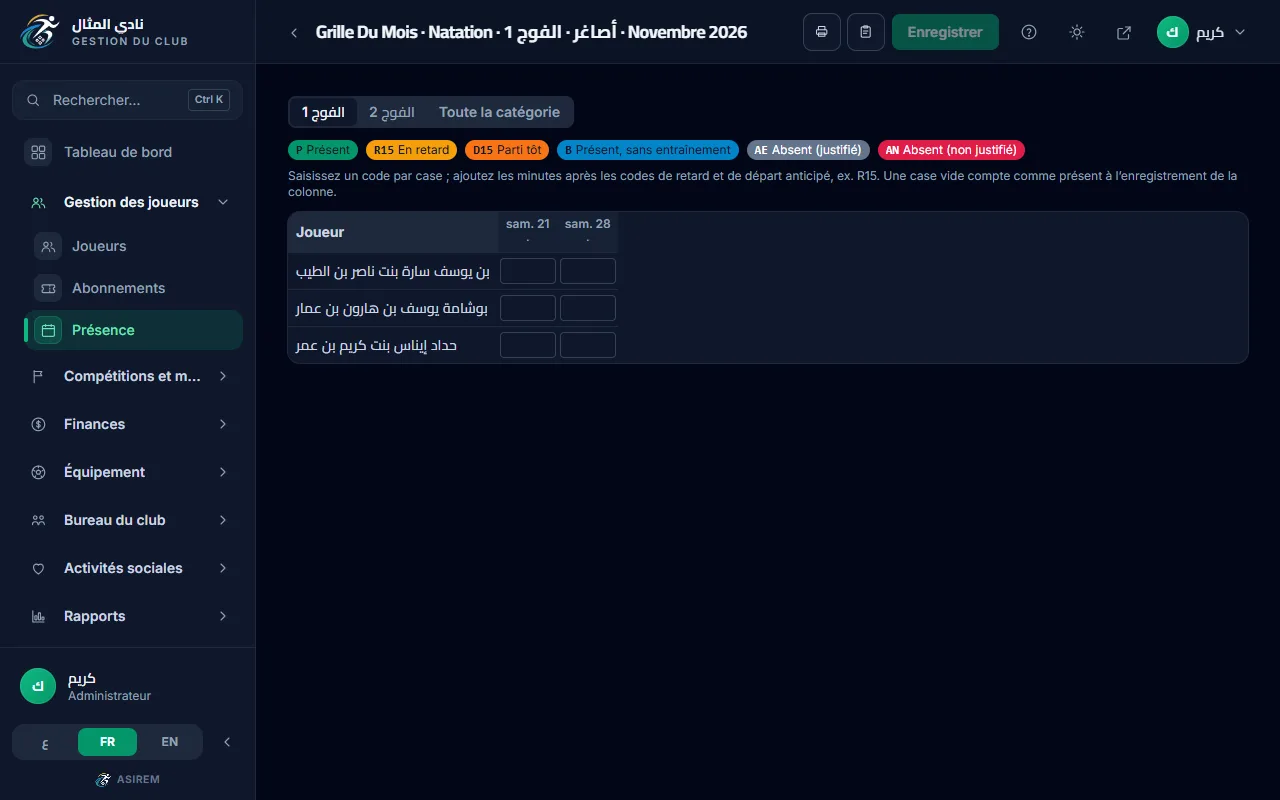 نادي المثال
GESTION DU CLUB
Rechercher...
Ctrl K
Tableau de bord
Gestion des joueurs
Joueurs
Abonnements
Présence
Compétitions et m...
Finances
Équipement
Bureau du club
Activités sociales
Rapports
ك
كريم
Administrateur
ع
FR
EN
ASIREM
Grille Du Mois · Natation · أصاغر · الفوج 1 · Novembre 2026
Enregistrer
ك
كريم
الفوج 1
الفوج 2
Toute la catégorie
P Présent
R15 En retard
D15 Parti tôt
B Présent, sans entraînement
AE Absent (justifié)
AN Absent (non justifié)
Saisissez un code par case ; ajoutez les minutes après les codes de retard et de départ anticipé, ex. R15. Une case vide compte comme présent à l’enregistrement de la
colonne.
Joueur
sam. 21
·
sam. 28
·
بن يوسف سارة بنت ناصر بن الطيب
بوشامة يوسف بن هارون بن عمار
حداد إيناس بنت كريم بن عمر